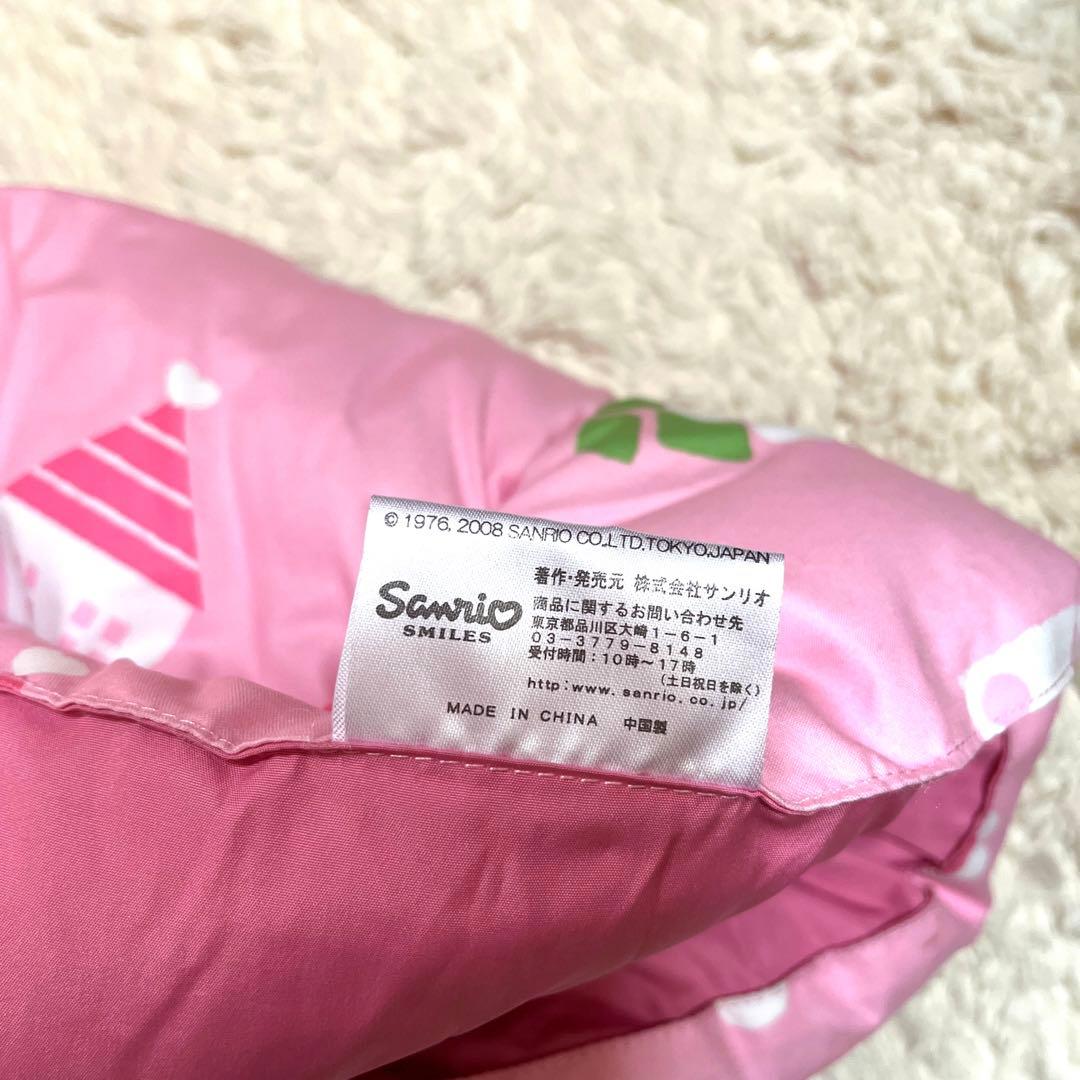 © 1976, 2008 SANRIO CO.,LTD.TOKYO,JAPAN
Sanrio
SMILES
著作・発売元 株式会社サンリオ
商品に関するお問い合わせ先
東京都品川区大崎1-6-1
03-3779-8148
受付時間:10時〜17時
(土日祝日を除く)
http:www.sanrio.co.jp/
MADE IN CHINA 中国製